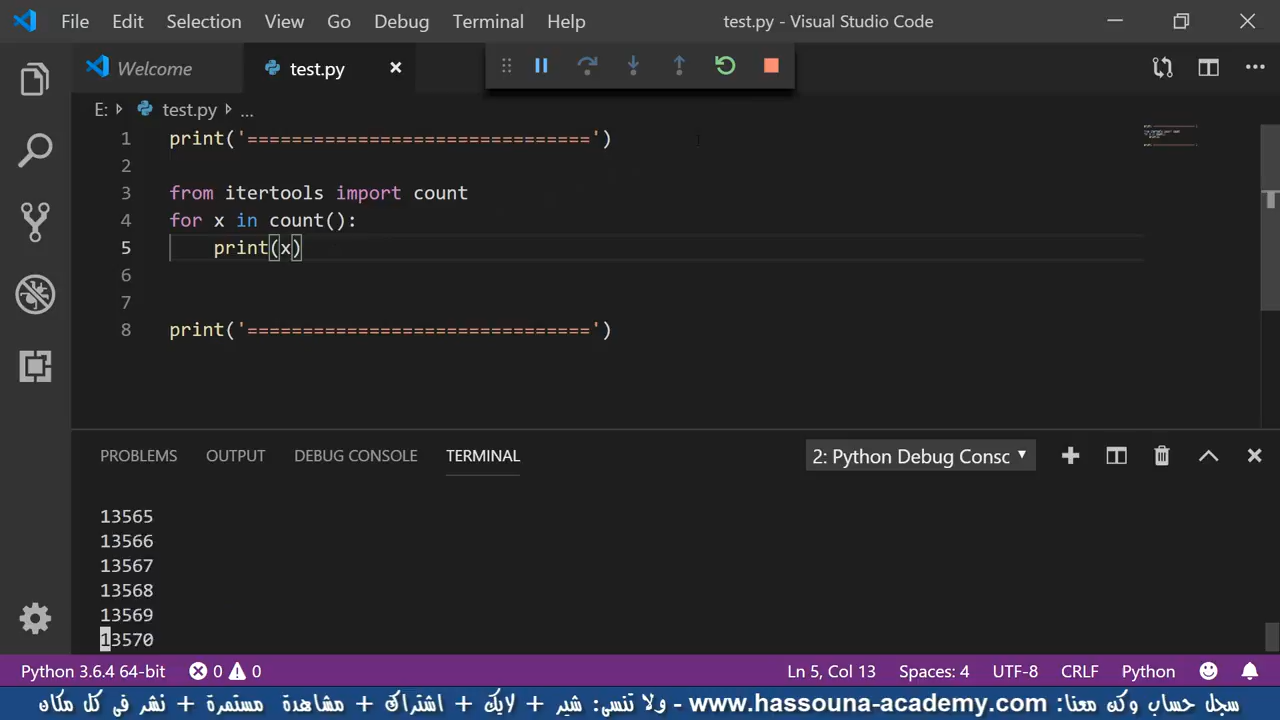 File Edit Selection View Go Debug Terminal Help test.py - Visual Studio Code
Welcome test.py
E: test.py ...
1 print('===============================')
2
3 from itertools import count
4 for x in count():
5 print(x)
6
7
8 print('===============================')
PROBLEMS OUTPUT DEBUG CONSOLE TERMINAL 2: Python Debug Consc
13565
13566
13567
13568
13569
13570
Python 3.6.4 64-bit 0 0 Ln 5, Col 13 Spaces: 4 UTF-8 CRLF Python
سجل حساب وكن معنا: www.hassouna-academy.com - ولا تنسى: شير + لايك + اشتراك + مشاهدة مستمرة + نشر فى كل مكان